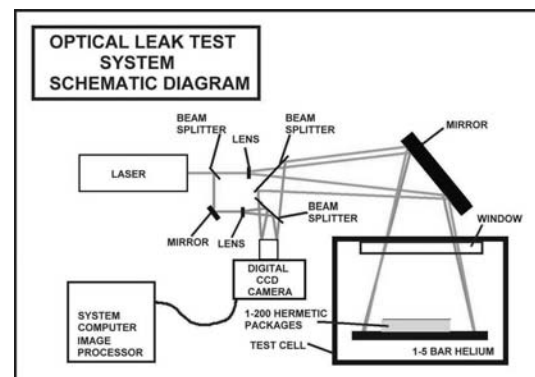 OPTICAL LEAK TEST
SYSTEM
SCHEMATIC DIAGRAM
BEAM
SPLITTER
LENS
BEAM
SPLITTER
MIRROR
LASER
MIRROR
LENS
BEAM
SPLITTER
WINDOW
DIGITAL
CCD
CAMERA
SYSTEM
COMPUTER
IMAGE
PROCESSOR
1-200 HERMETIC
PACKAGES
TEST CELL
1-5 BAR HELIUM